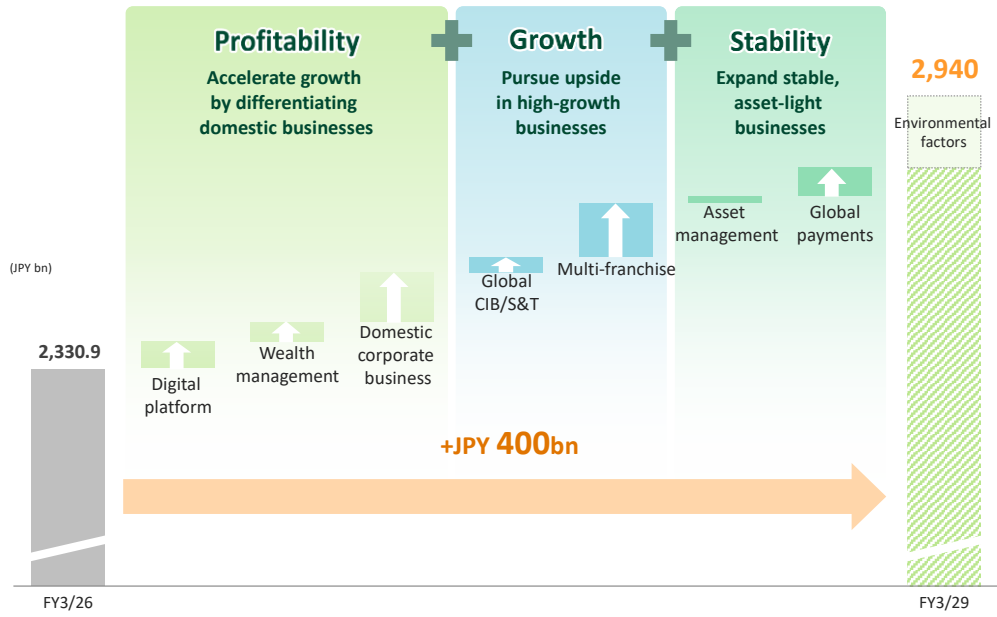 Profitability
Accelerate growth
by differentiating
domestic businesses
Growth
Pursue upside
in high-growth
businesses
Stability
Expand stable,
asset-light
businesses
2,940
Environmental
factors
(JPY bn)
2,330.9
Digital
platform
Wealth
management
Domestic
corporate
business
Global
CIB/S&T
Multi-franchise
Asset
management
Global
payments
+JPY 400bn
FY3/26
FY3/29